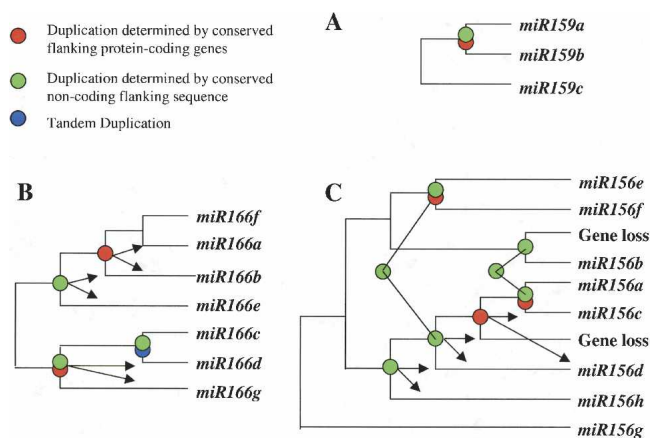 Duplication determined by conserved
flanking protein-coding genes
Duplication determined by conserved
non-coding flanking sequence
Tandem Duplication
A
miR159a
miR159b
miR159c
B
miR166f
miR166a
miR166b
miR166e
miR166c
miR166d
miR166g
C
miR156e
miR156f
Gene loss
miR156b
miR156a
miR156c
Gene loss
miR156d
miR156h
miR156g